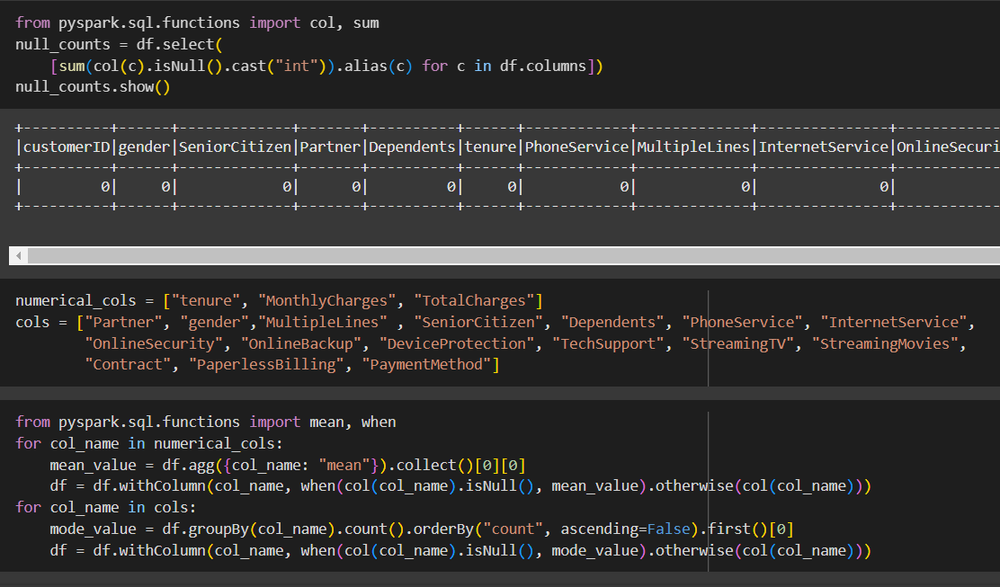 from pyspark.sql.functions import col, sum
null_counts = df.select(
    [sum(col(c).isNull().cast("int")).alias(c) for c in df.columns])
null_counts.show()
+----------+------+-------------+-------+----------+------+------------+-------------+---------------+------------
|customerID|gender|SeniorCitizen|Partner|Dependents|tenure|PhoneService|MultipleLines|InternetService|OnlineSecuri
+----------+------+-------------+-------+----------+------+------------+-------------+---------------+------------
|         0|     0|            0|      0|         0|     0|           0|            0|              0|
+----------+------+-------------+-------+----------+------+------------+-------------+---------------+------------
numerical_cols = ["tenure", "MonthlyCharges", "TotalCharges"]
cols = ["Partner", "gender","MultipleLines" , "SeniorCitizen", "Dependents", "PhoneService", "InternetService",
        "OnlineSecurity", "OnlineBackup", "DeviceProtection", "TechSupport", "StreamingTV", "StreamingMovies",
        "Contract", "PaperlessBilling", "PaymentMethod"]
from pyspark.sql.functions import mean, when
for col_name in numerical_cols:
    mean_value = df.agg({col_name: "mean"}).collect()[0][0]
    df = df.withColumn(col_name, when(col(col_name).isNull(), mean_value).otherwise(col(col_name)))
for col_name in cols:
    mode_value = df.groupBy(col_name).count().orderBy("count", ascending=False).first()[0]
    df = df.withColumn(col_name, when(col(col_name).isNull(), mode_value).otherwise(col(col_name)))